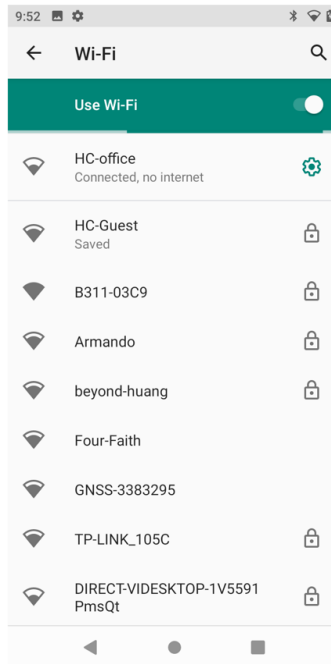 9:52
Wi-Fi
Use Wi-Fi
HC-office
Connected, no internet
HC-Guest
Saved
B311-03C9
Armando
beyond-huang
Four-Faith
GNSS-3383295
TP-LINK_105C
DIRECT-VIDESKTOP-1V5591
PmsQt